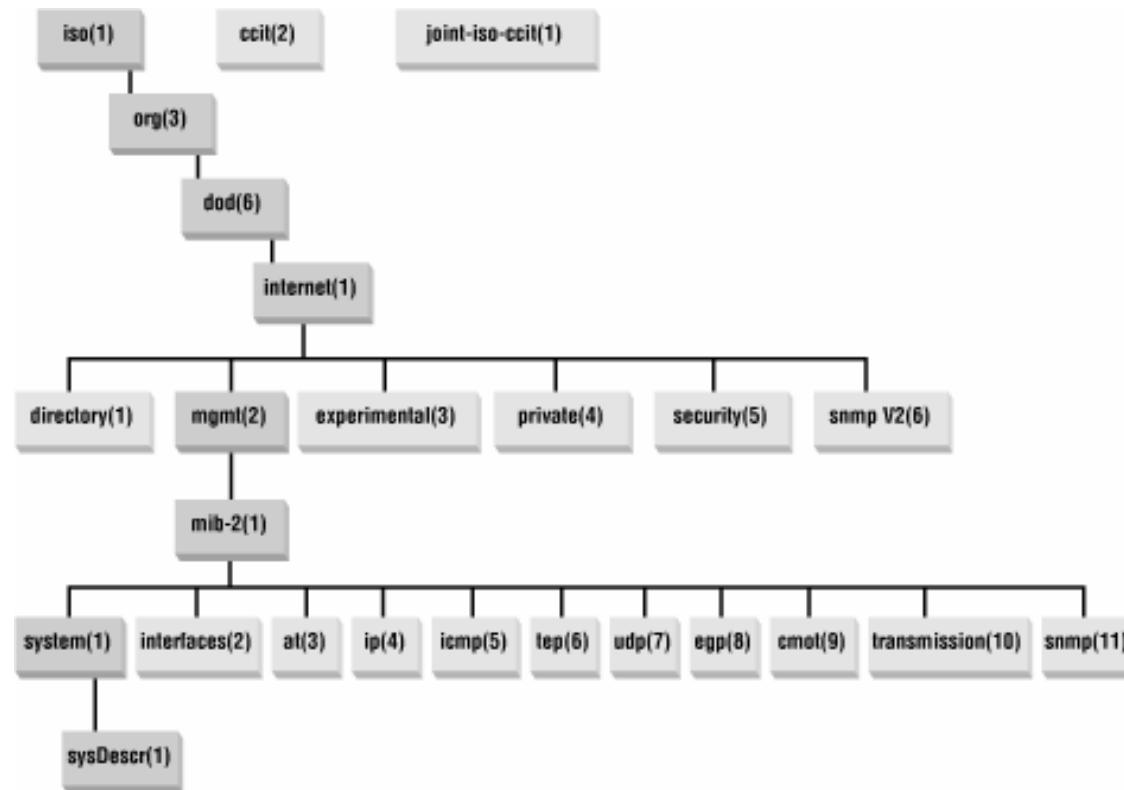 iso(1)
ccit(2)
joint-iso-ccit(1)
org(3)
dod(6)
internet(1)
directory(1)
mgmt(2)
experimental(3)
private(4)
security(5)
snmp V2(6)
mib-2(1)
system(1)
interfaces(2)
at(3)
ip(4)
icmp(5)
tep(6)
udp(7)
egp(8)
cmot(9)
transmission(10)
snmp(11)
sysDescr(1)